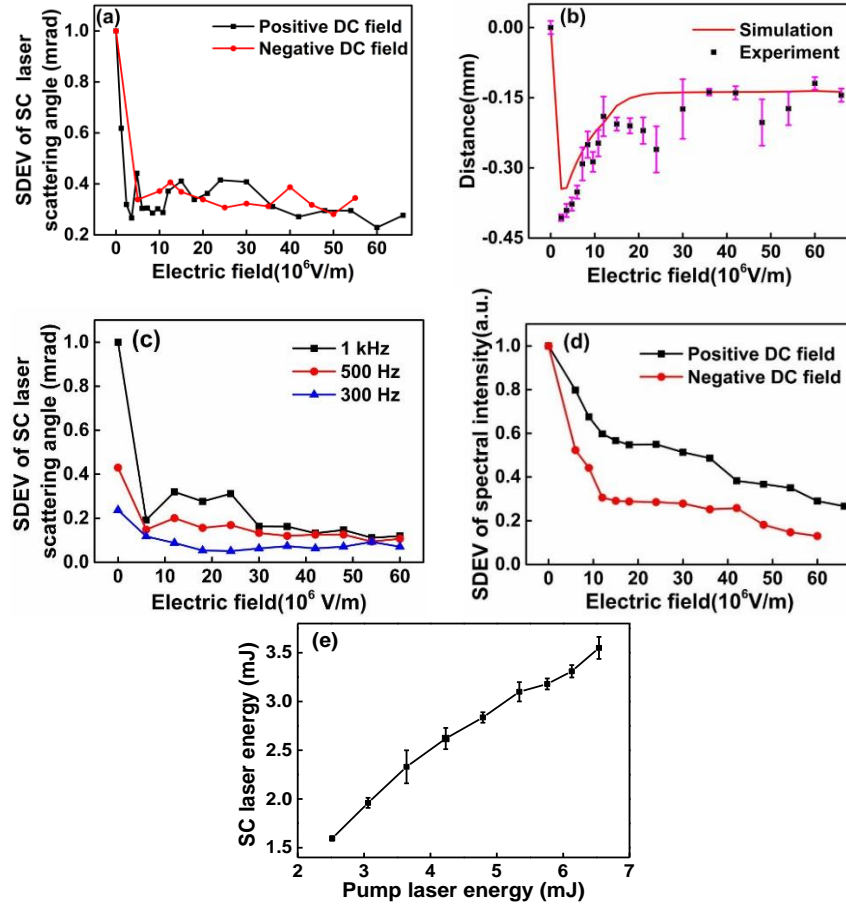 (a)
Positive DC field
Negative DC field
1.0
0.8
0.6
0.4
0.2
0 10 20 30 40 50 60
SDEV of SC laser
scattering angle (mrad)
Electric field(10⁶V/m)
(b)
Simulation
Experiment
0.00
-0.15
-0.30
-0.45
0 10 20 30 40 50 60
Distance(mm)
Electric field(10⁶V/m)
(c)
1 kHz
500 Hz
300 Hz
1.0
0.8
0.6
0.4
0.2
0.0
0 10 20 30 40 50 60
SDEV of SC laser
scattering angle (mrad)
Electric field(10⁶ V/m)
(d)
Positive DC field
Negative DC field
1.0
0.8
0.6
0.4
0.2
0.0
0 10 20 30 40 50 60
SDEV of spectral intensity(a.u.)
Electric field(10⁶V/m)
(e)
3.5
3.0
2.5
2.0
1.5
2 3 4 5 6 7
SC laser energy (mJ)
Pump laser energy (mJ)